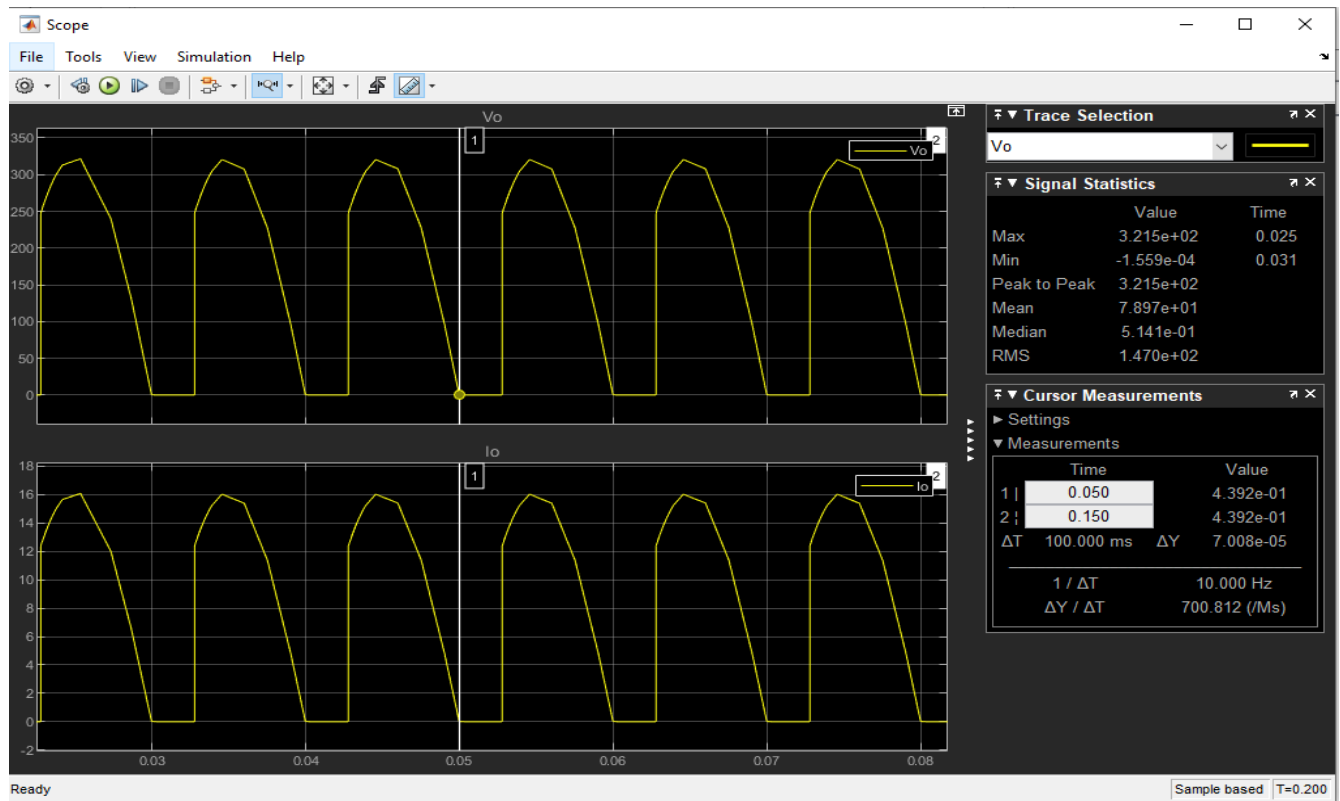 Scope
File Tools View Simulation Help
Vo
1
2
Vo
350
300
250
200
150
100
50
0
Io
1
2
Io
18
16
14
12
10
8
6
4
2
0
-2
0.03 0.04 0.05 0.06 0.07 0.08
Trace Selection
Vo
Signal Statistics
Value Time
Max 3.215e+02 0.025
Min -1.559e-04 0.031
Peak to Peak 3.215e+02
Mean 7.897e+01
Median 5.141e-01
RMS 1.470e+02
Cursor Measurements
Settings
Measurements
Time Value
1 | 0.050 4.392e-01
2 ¦ 0.150 4.392e-01
ΔT 100.000 ms ΔY 7.008e-05
1 / ΔT 10.000 Hz
ΔY / ΔT 700.812 (/Ms)
Ready
Sample based T=0.200